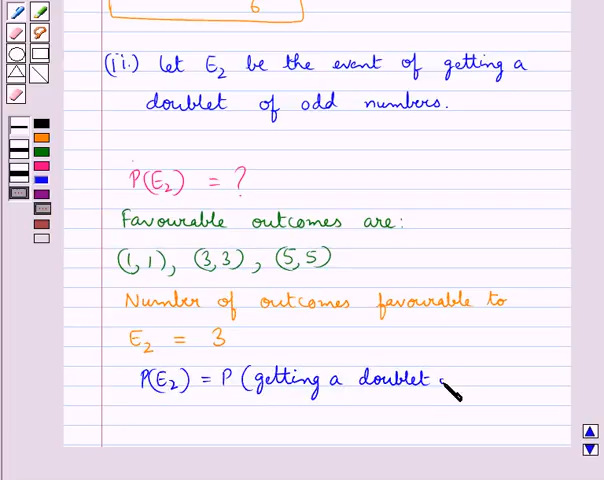 6
(ii.) let E₂ be the event of getting a
doublet of odd numbers.
P(E₂) = ?
Favourable outcomes are:
(1,1), (3,3), (5,5)
Number of outcomes favourable to
E₂ = 3
P(E₂) = P (getting a doublet